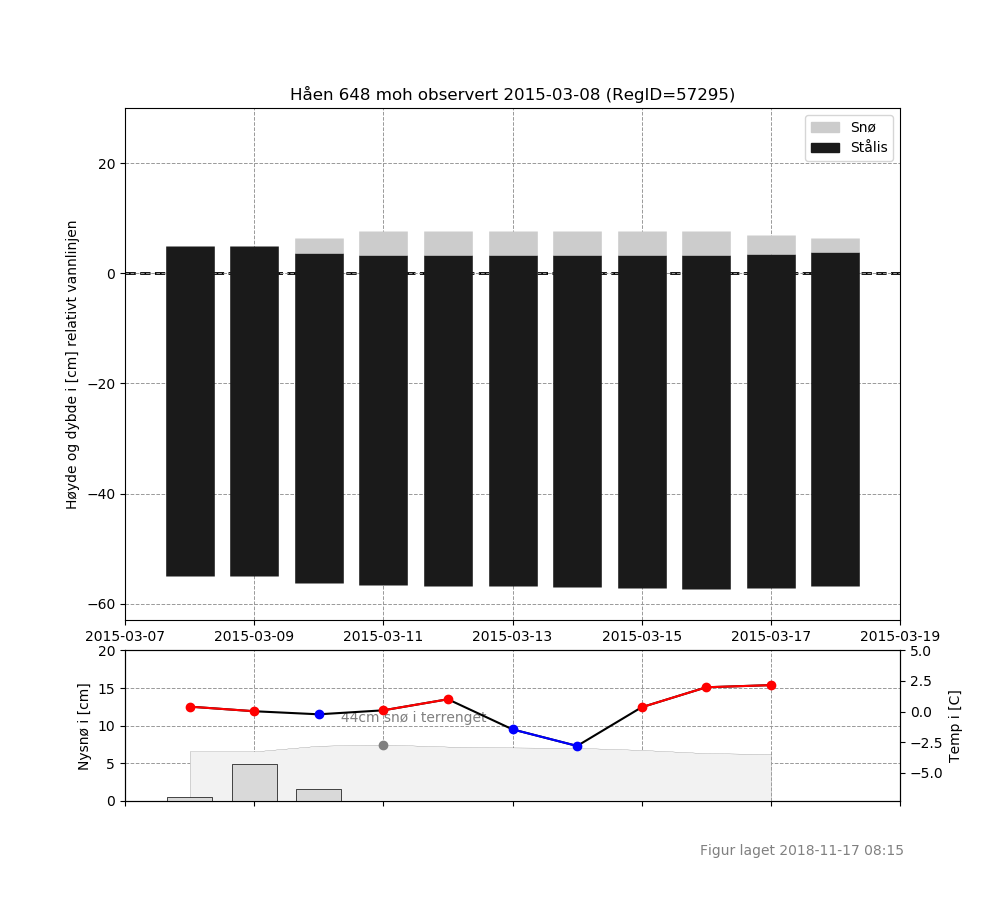 Håen 648 moh observert 2015-03-08 (RegID=57295)
Snø
Stålis
Høyde og dybde i [cm] relativt vannlinjen
20
0
−20
−40
−60
2015-03-07 2015-03-09 2015-03-11 2015-03-13 2015-03-15 2015-03-17 2015-03-19
Nysnø i [cm]
20
15
10
5
0
44cm snø i terrenget
5.0
2.5
0.0
−2.5
−5.0
Temp i [C]
Figur laget 2018-11-17 08:15